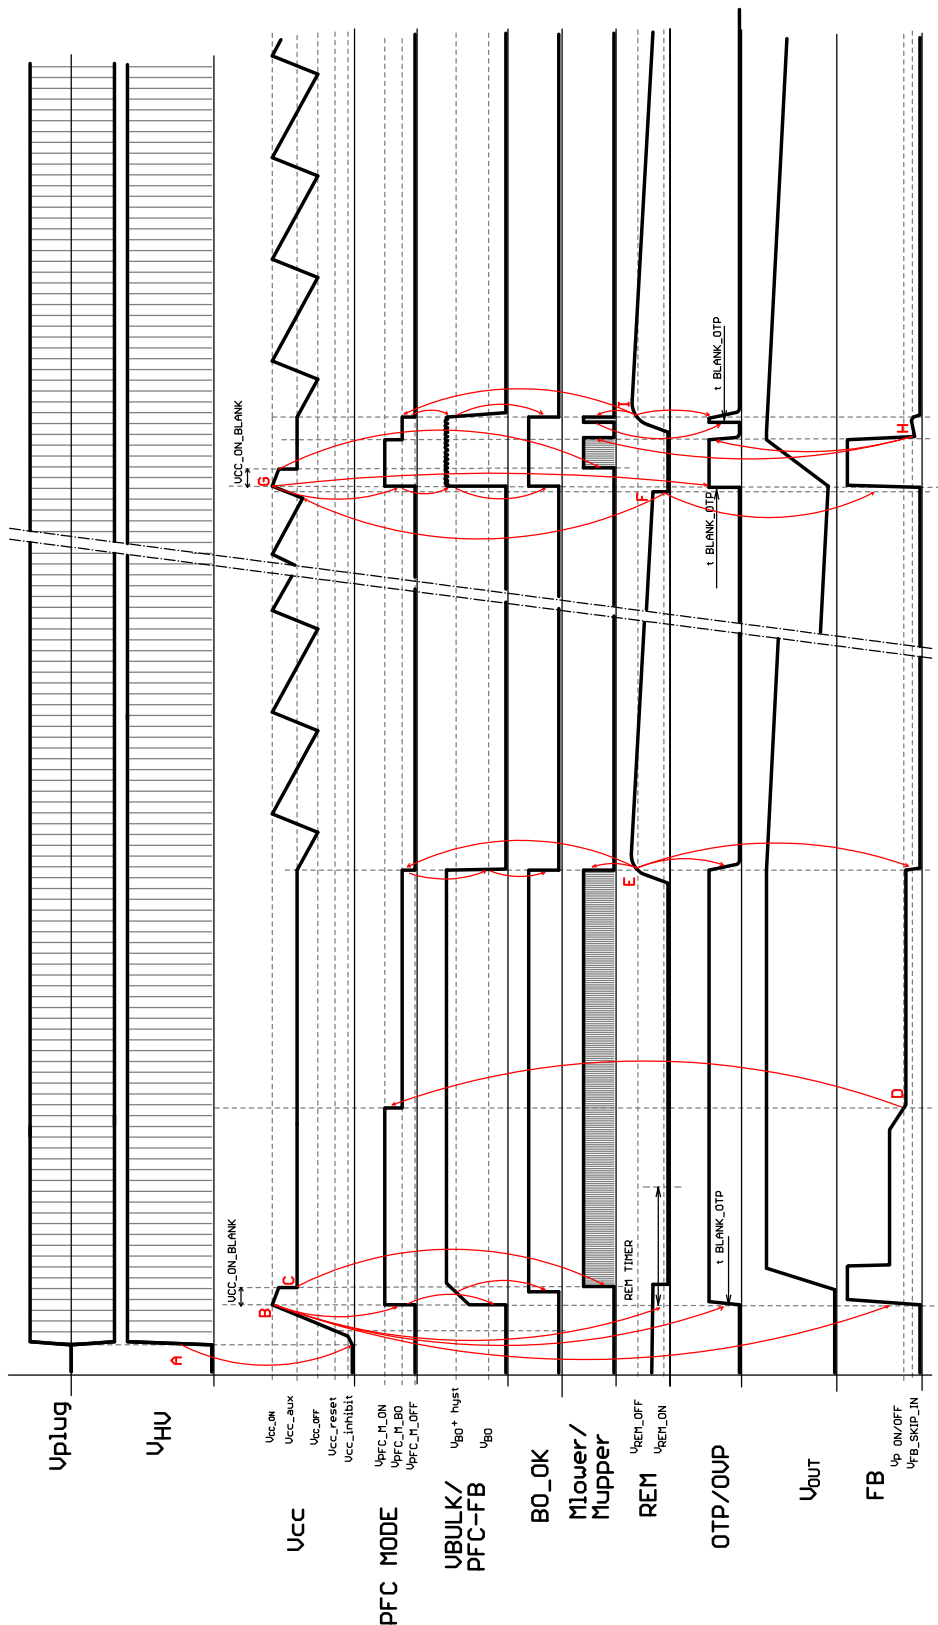 Vplug
VHV
VCC_ON
Vcc_aux
VCC_OFF
Vcc_reset
Vcc_inhibit
Vcc
VPFC_M_ON
VPFC_M_BO
VPFC_M_OFF
PFC MODE
VBO + hyst
VBO
VBULK/
PFC-FB
BO_OK
Mlower/
Mupper
VREM_OFF
VREM_ON
REM
OTP/OVP
VOUT
VP ON/OFF
VFB_SKIP_IN
FB
A
B
C
VCC_ON_BLANK
REM TIMER
t BLANK_OTP
D
E
F
G
VCC_ON_BLANK
t BLANK_OTP
H
I
t BLANK_OTP